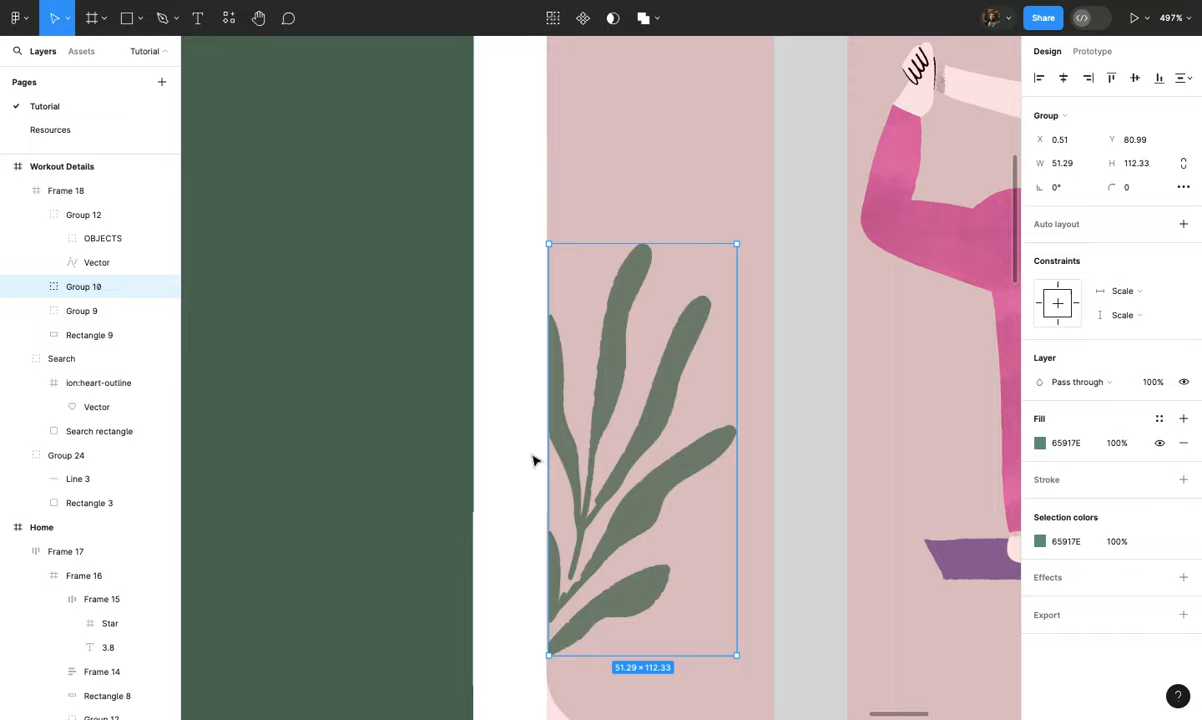 Share
497%
Layers
Assets
Tutorial
Pages
Tutorial
Resources
Workout Details
Frame 18
Group 12
OBJECTS
Vector
Group 10
Group 9
Rectangle 9
Search
ion:heart-outline
Vector
Search rectangle
Group 24
Line 3
Rectangle 3
Home
Frame 17
Frame 16
Frame 15
Star
3.8
Frame 14
Rectangle 8
51.29 × 112.33
Design
Prototype
Group
X 0.51
Y 80.99
W 51.29
H 112.33
0°
0
Auto layout
Constraints
Scale
Scale
Layer
Pass through
100%
Fill
65917E
100%
Stroke
Selection colors
65917E
100%
Effects
Export
?